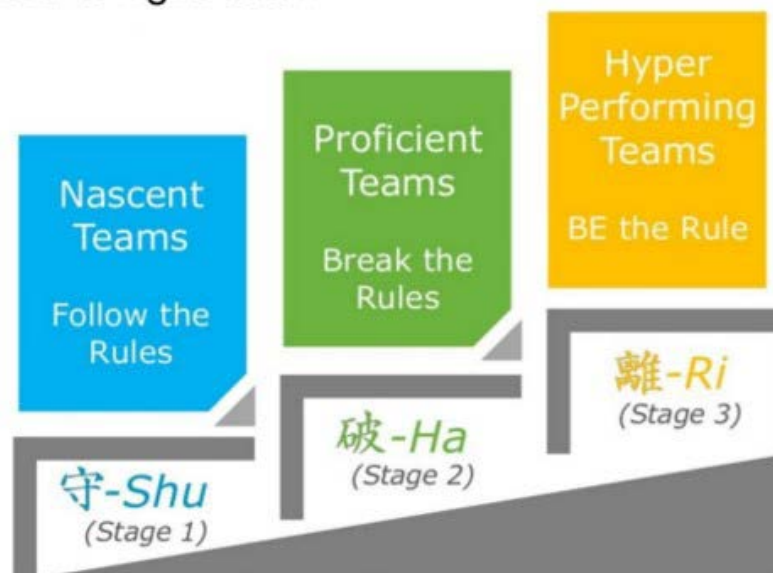 Nascent
Teams
Follow the
Rules
守-Shu
(Stage 1)
Proficient
Teams
Break the
Rules
破-Ha
(Stage 2)
Hyper
Performing
Teams
BE the Rule
離-Ri
(Stage 3)